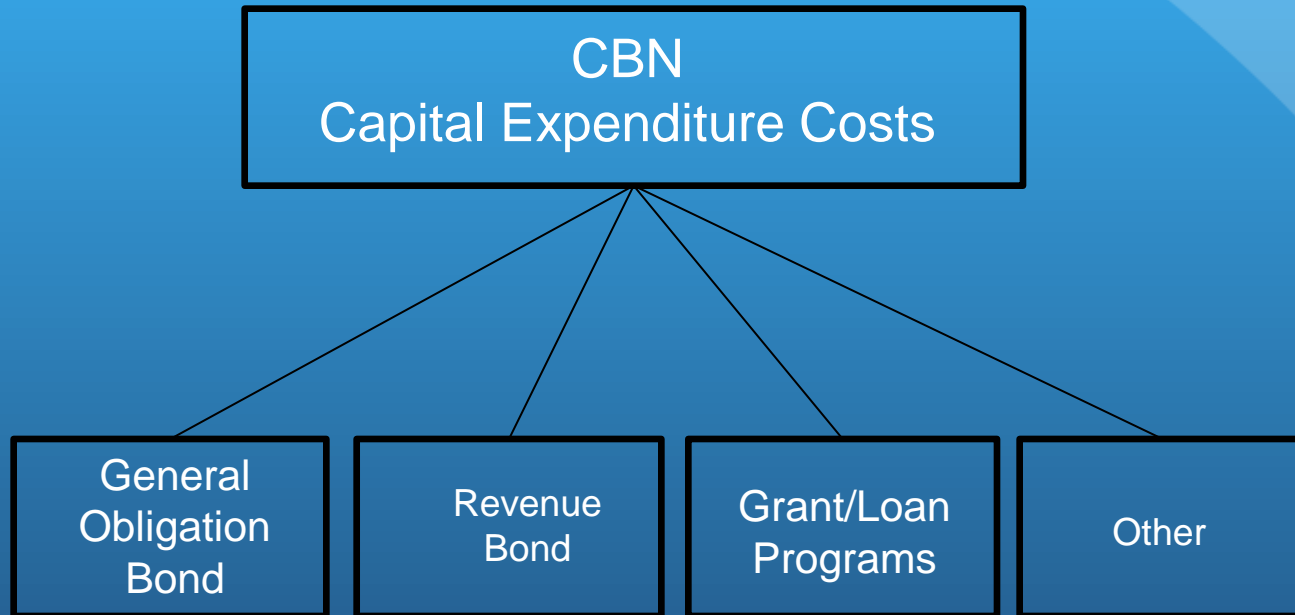 CBN
Capital Expenditure Costs
General
Obligation
Bond
Revenue
Bond
Grant/Loan
Programs
Other